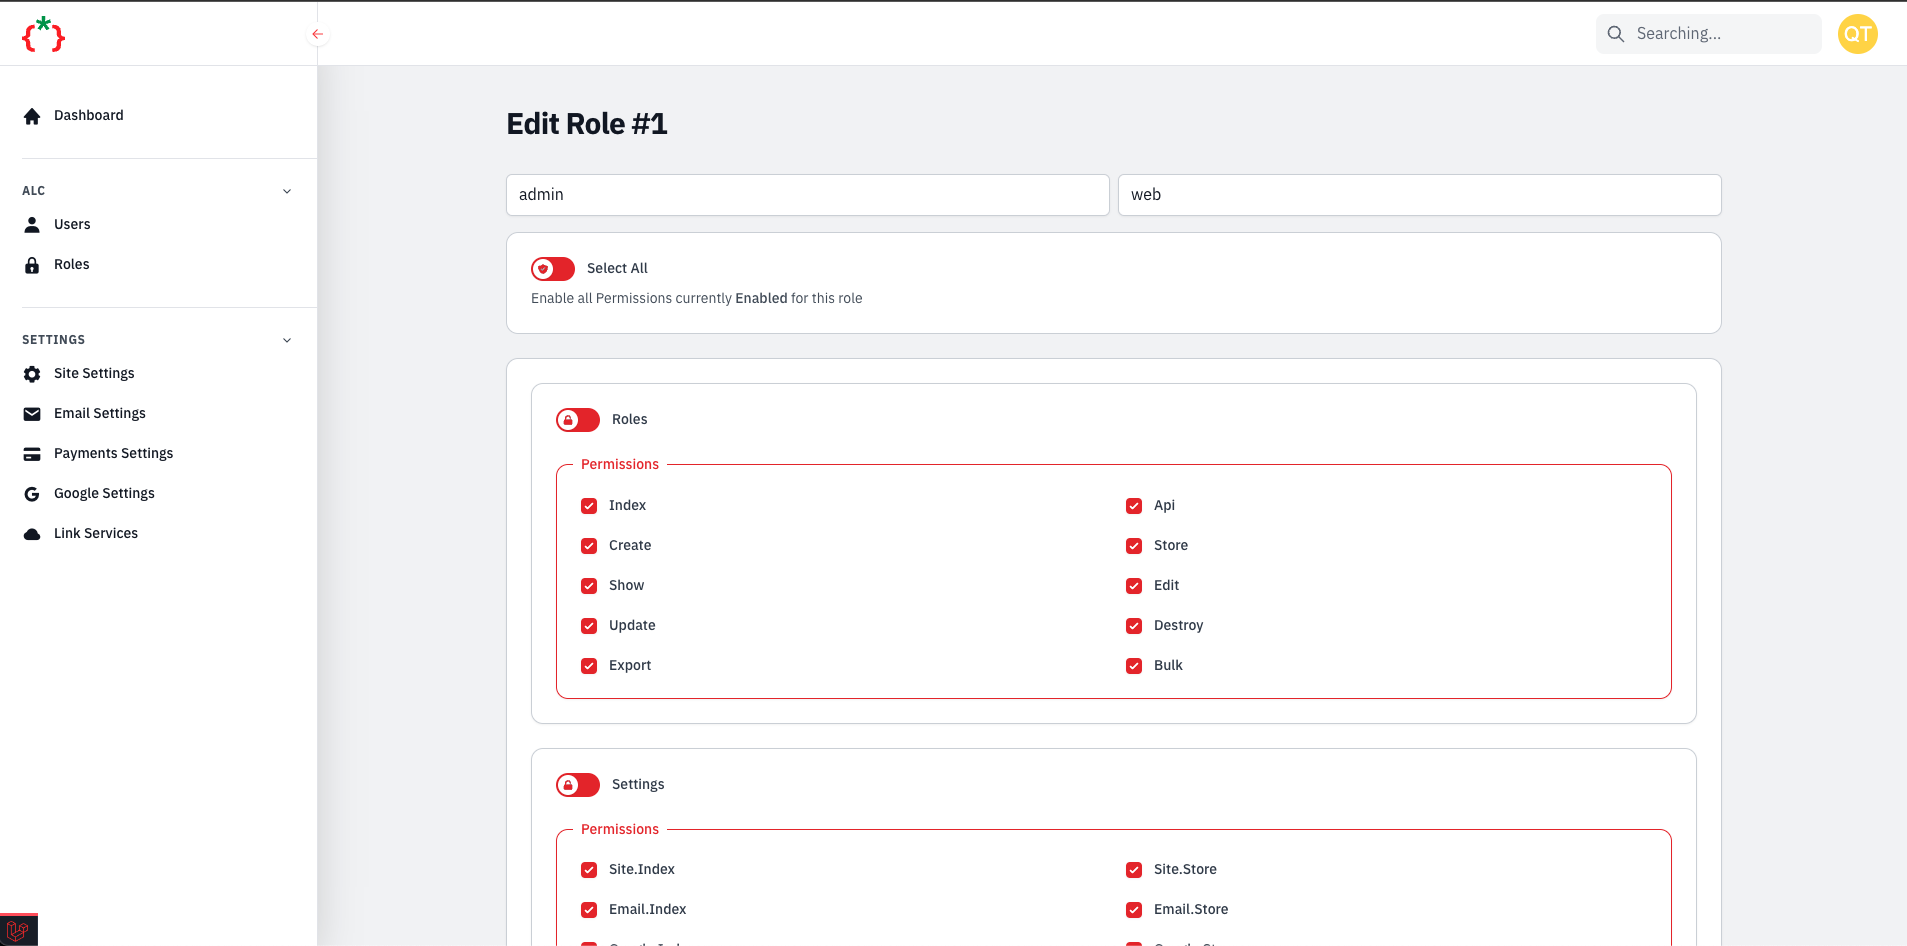 {*}
Searching...
QT
Dashboard
ALC
Users
Roles
SETTINGS
Site Settings
Email Settings
Payments Settings
Google Settings
Link Services
Edit Role #1
admin
web
Select All
Enable all Permissions currently Enabled for this role
Roles
Permissions
Index
Api
Create
Store
Show
Edit
Update
Destroy
Export
Bulk
Settings
Permissions
Site.Index
Site.Store
Email.Index
Email.Store